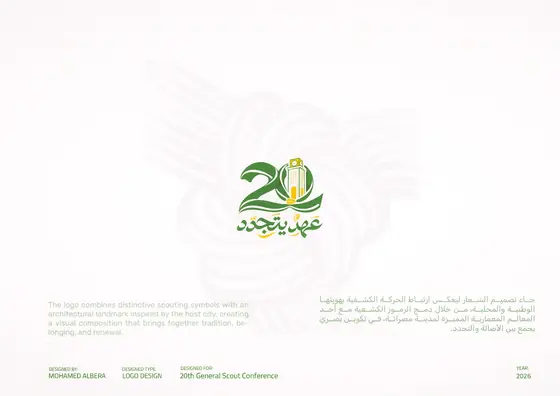 20
عهد يتجدد
The logo combines distinctive scouting symbols with an
architectural landmark inspired by the host city, creating
a visual composition that brings together tradition, be-
longing, and renewal.
جاء تصميم الشعار ليعكس ارتباط الحركة الكشفية بهويتها
الوطنية والمحلية، من خلال دمج الرموز الكشفية مع أحد
المعالم المعمارية المميزة لمدينة مصراتة، في تكوين بصري
يجمع بين الأصالة والتجدد.
DESIGNED BY:
MOHAMED ALBERA
DESIGNED TYPE:
LOGO DESIGN
DESIGNED FOR:
20th General Scout Conference
YEAR:
2026